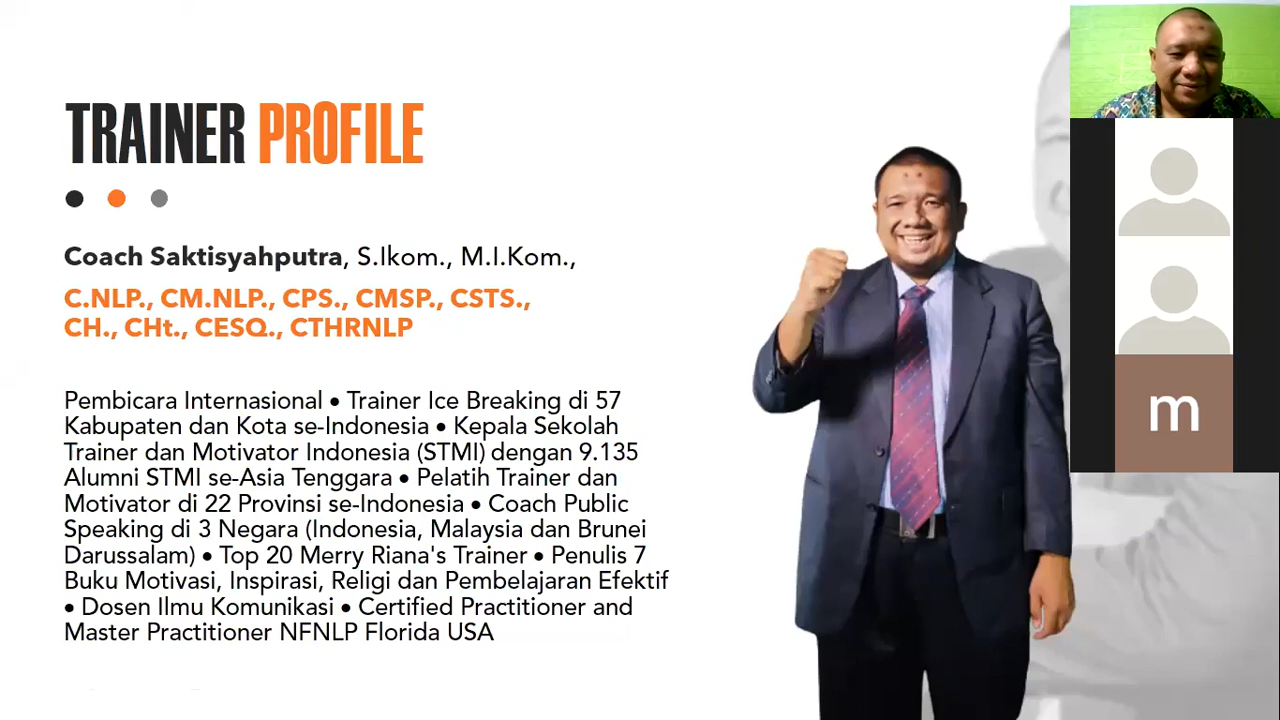 TRAINER PROFILE
Coach Saktisyahputra, S.Ikom., M.I.Kom.,
C.NLP., CM.NLP., CPS., CMSP., CSTS.,
CH., CHt., CESQ., CTHRNLP
Pembicara Internasional • Trainer Ice Breaking di 57
Kabupaten dan Kota se-Indonesia • Kepala Sekolah
Trainer dan Motivator Indonesia (STMI) dengan 9.135
Alumni STMI se-Asia Tenggara • Pelatih Trainer dan
Motivator di 22 Provinsi se-Indonesia • Coach Public
Speaking di 3 Negara (Indonesia, Malaysia dan Brunei
Darussalam) • Top 20 Merry Riana's Trainer • Penulis 7
Buku Motivasi, Inspirasi, Religi dan Pembelajaran Efektif
• Dosen Ilmu Komunikasi • Certified Practitioner and
Master Practitioner NFNLP Florida USA
m